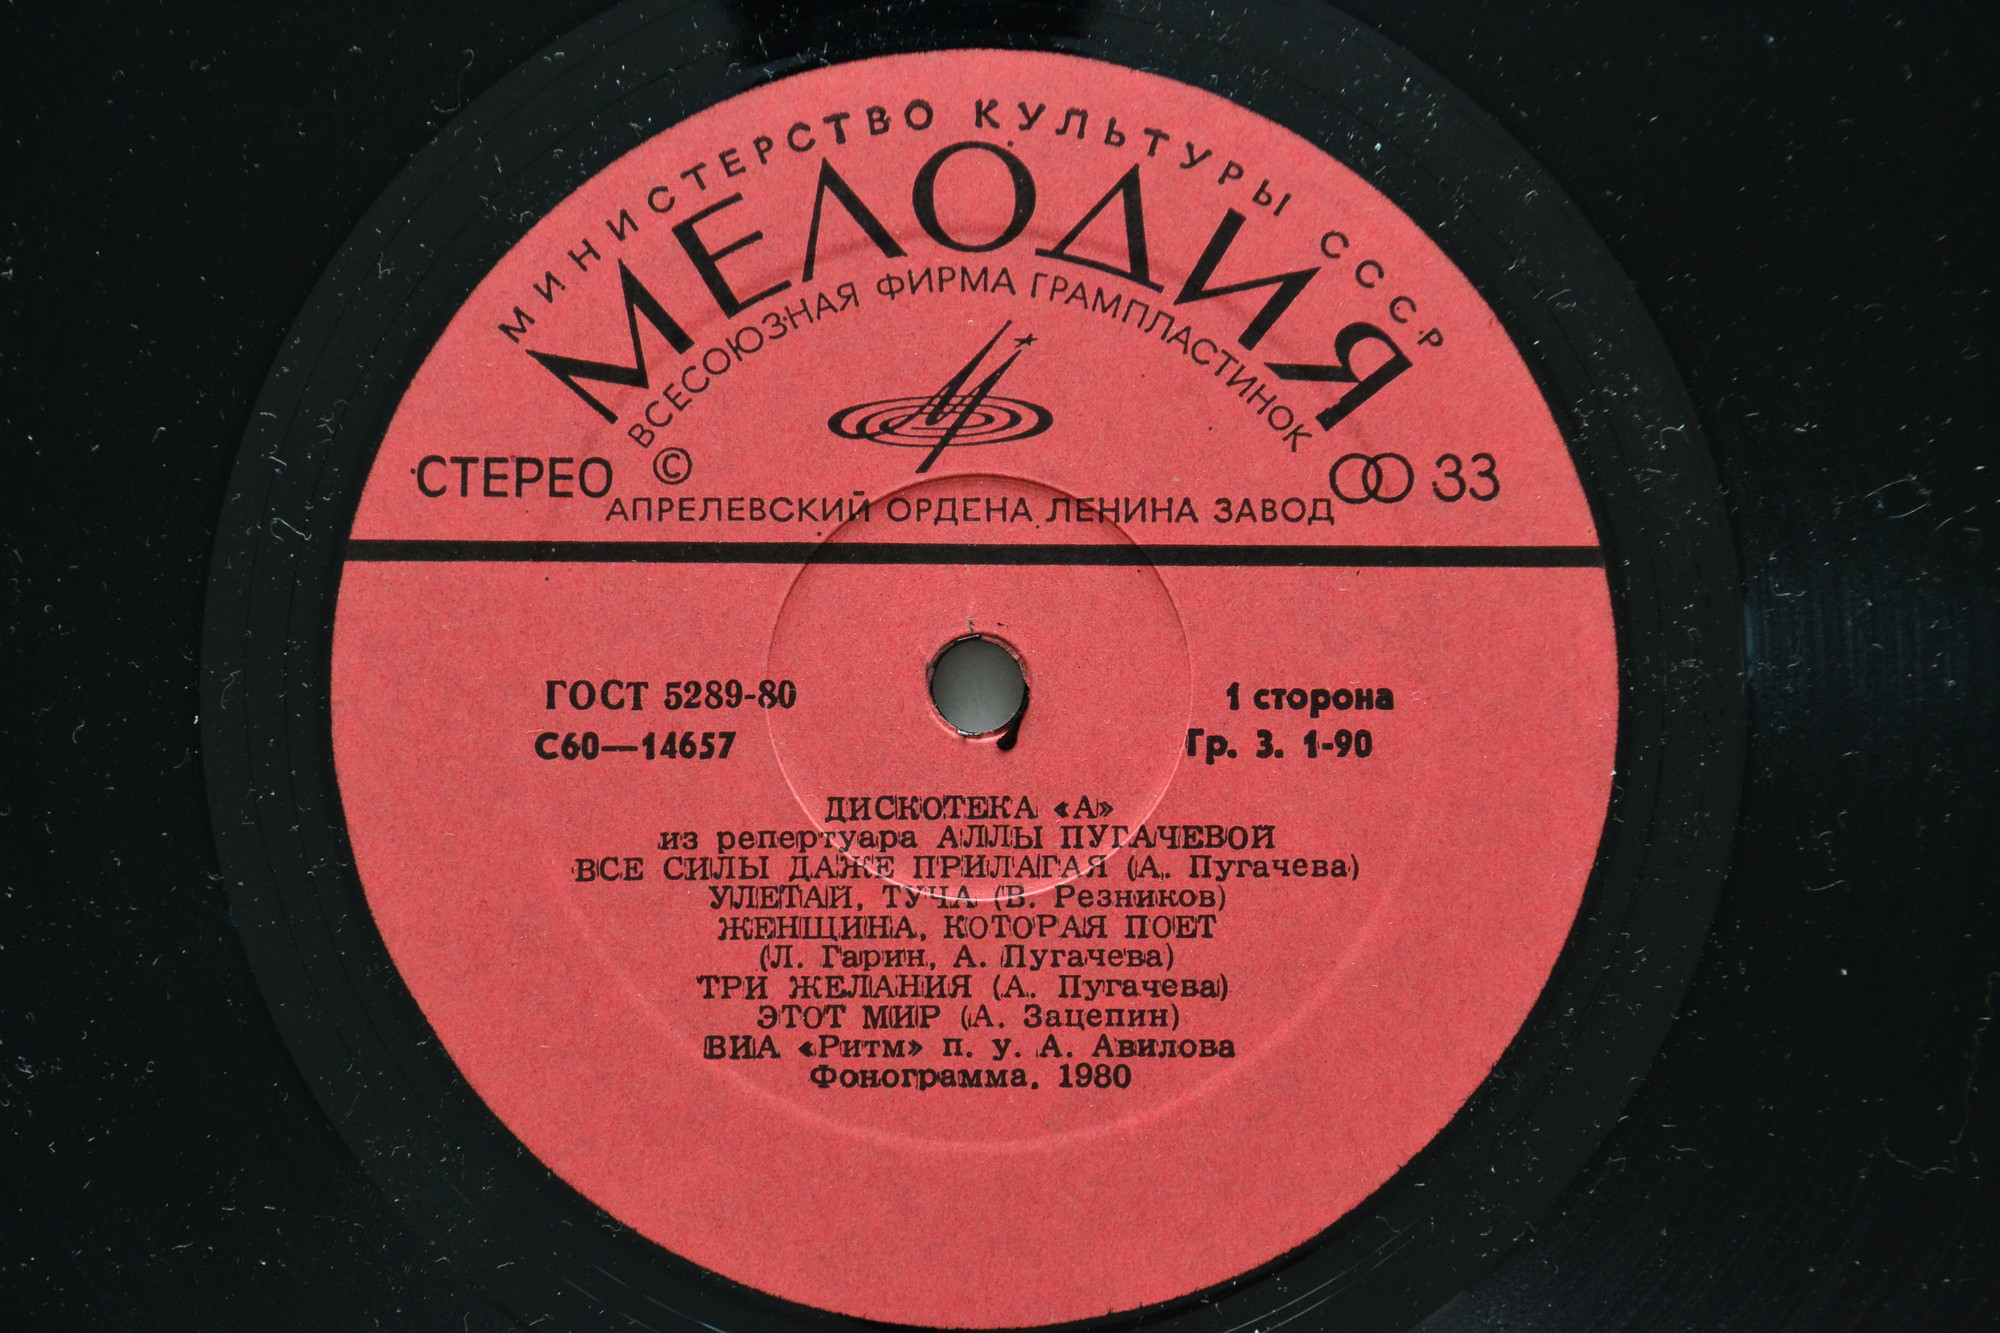 МИНИСТЕРСТВО КУЛЬТУРЫ СССР
МЕЛОДИЯ
ВСЕСОЮЗНАЯ ФИРМА ГРАМПЛАСТИНОК
СТЕРЕО © 33
АПРЕЛЕВСКИЙ ОРДЕНА ЛЕНИНА ЗАВОД
ГОСТ 5289-80 1 сторона
С60—14657 Гр. 3. 1-90
ДИСКОТЕКА «А»
из репертуара АЛЛЫ ПУГАЧЕВОЙ
ВСЕ СИЛЫ ДАЖЕ ПРИЛАГАЯ (А. Пугачева)
УЛЕТАЙ, ТУЧА (В. Резников)
ЖЕНЩИНА, КОТОРАЯ ПОЕТ
(Л. Гарин, А. Пугачева)
ТРИ ЖЕЛАНИЯ (А. Пугачева)
ЭТОТ МИР (А. Зацепин)
ВИА «Ритм» п. у. А. Авилова
Фонограмма. 1980